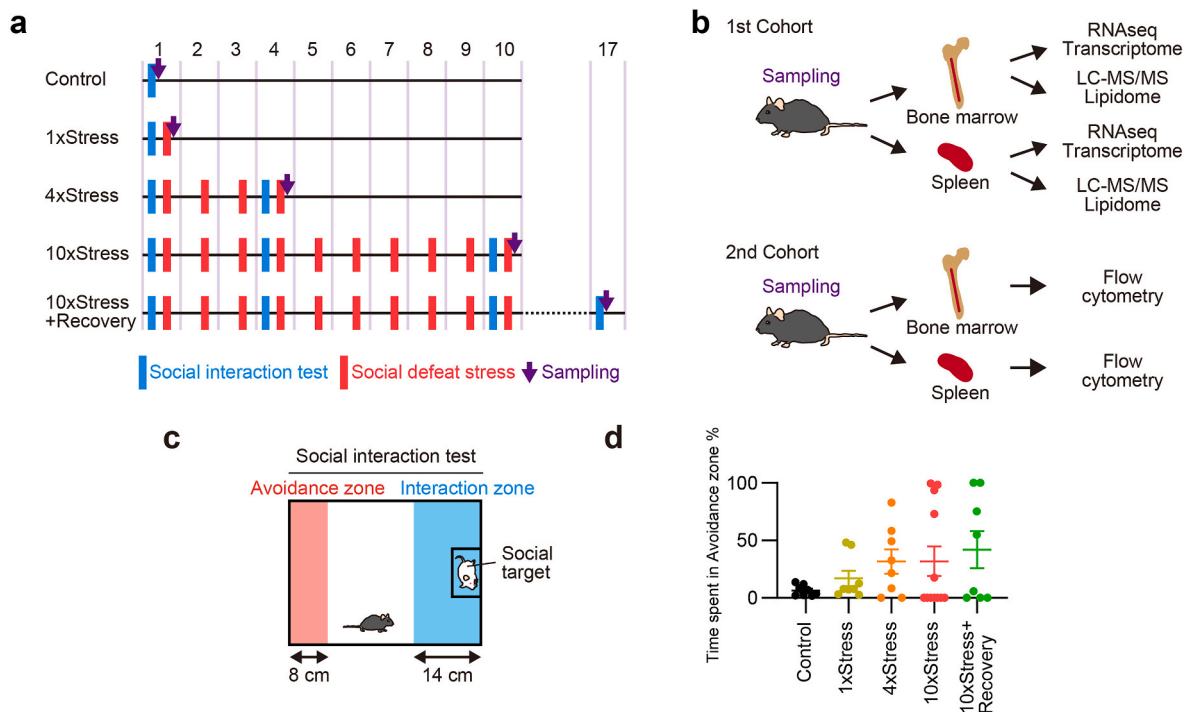 a
1 2 3 4 5 6 7 8 9 10 17
Control
1xStress
4xStress
10xStress
10xStress
+Recovery
Social interaction test Social defeat stress Sampling
b
1st Cohort
Sampling
Bone marrow
Spleen
RNAseq
Transcriptome
LC-MS/MS
Lipidome
RNAseq
Transcriptome
LC-MS/MS
Lipidome
2nd Cohort
Sampling
Bone marrow
Spleen
Flow
cytometry
Flow
cytometry
c
Social interaction test
Avoidance zone Interaction zone
Social
target
8 cm 14 cm
d
Time spent in Avoidance zone %
100
50
0
Control
1xStress
4xStress
10xStress
10xStress+
Recovery